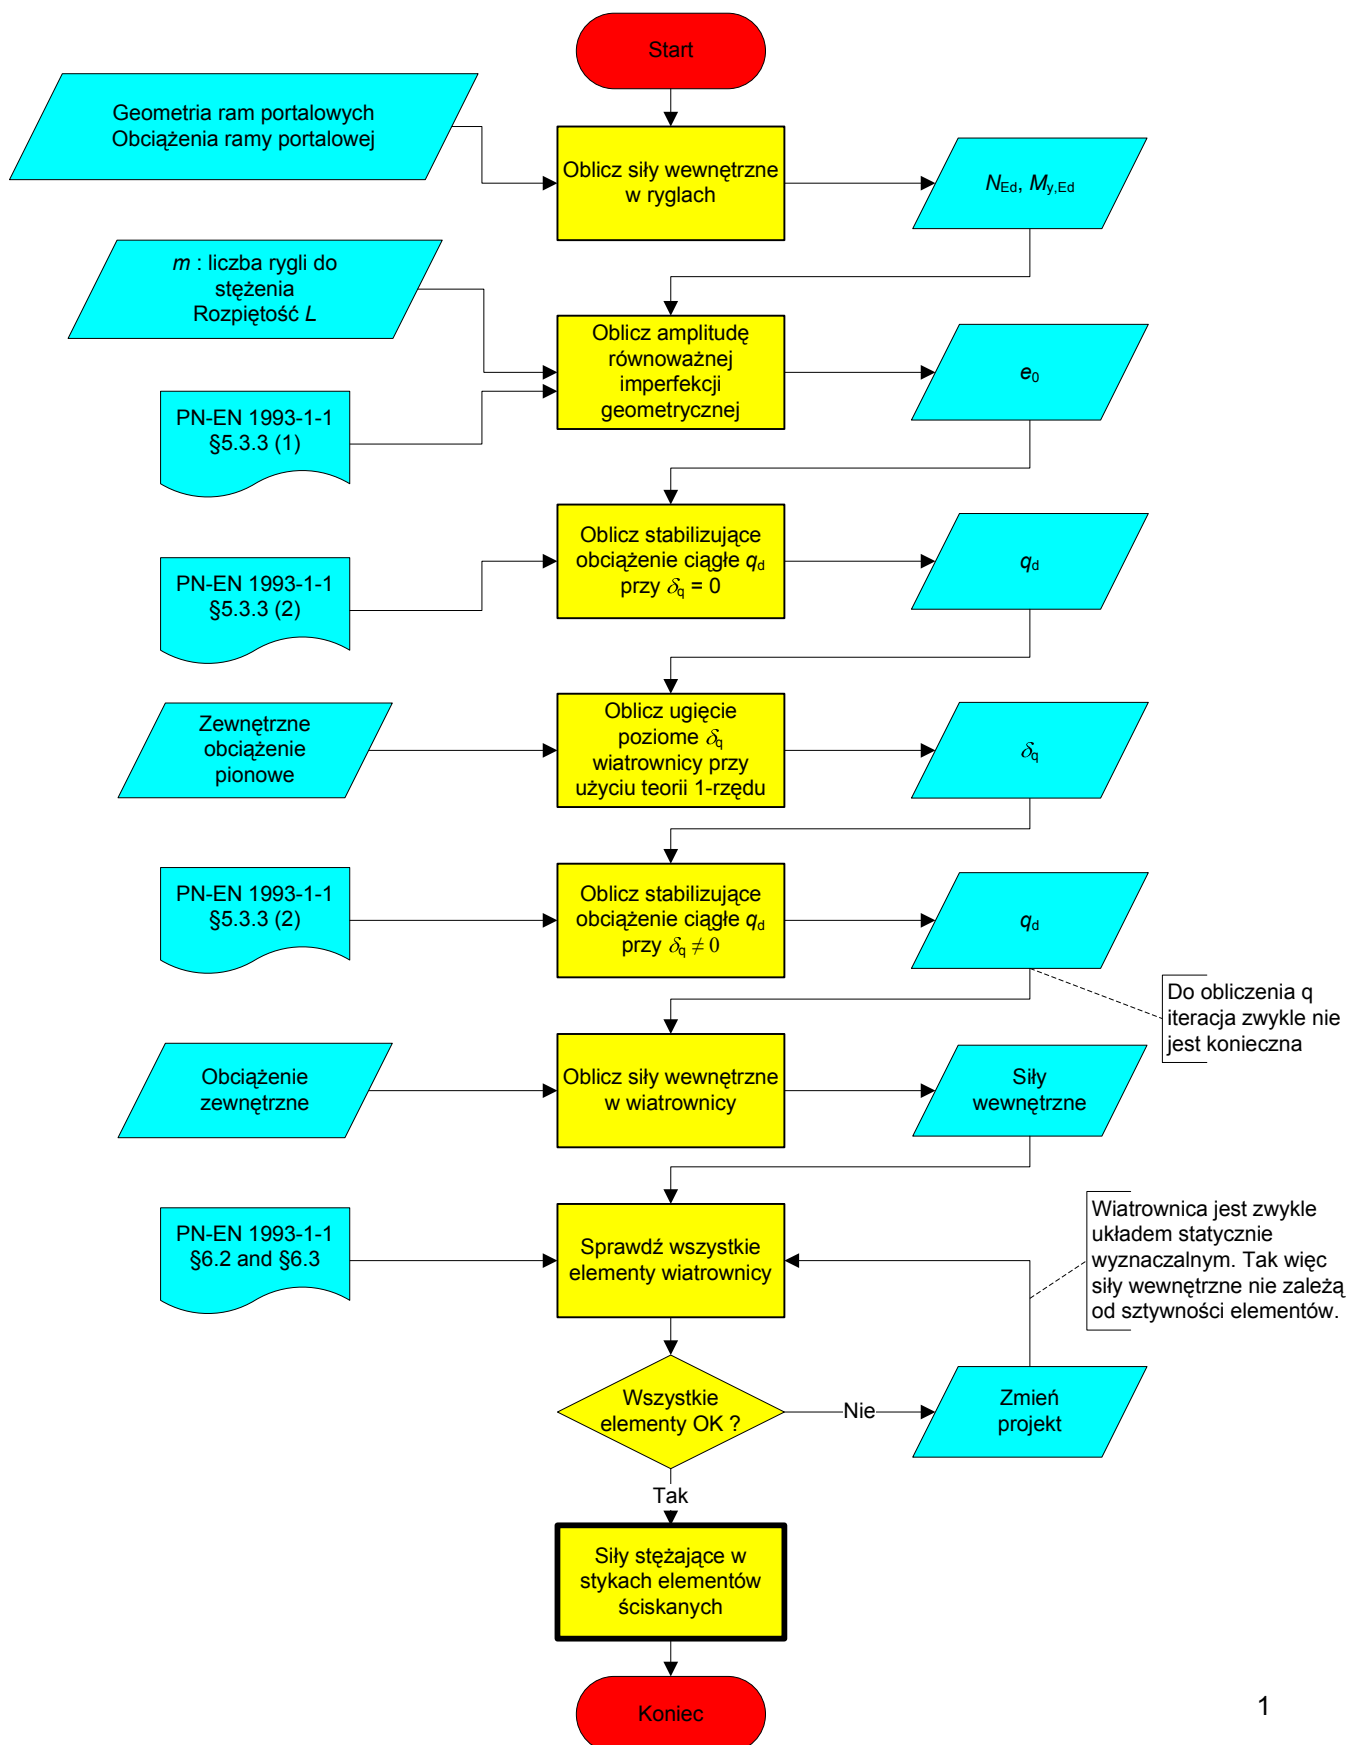 Start
Geometria ram portalowych
Obciążenia ramy portalowej
Oblicz siły wewnętrzne
w ryglach
NEd, My,Ed
m : liczba rygli do
stężenia
Rozpiętość L
Oblicz amplitudę
równoważnej
imperfekcji
geometrycznej
e0
PN-EN 1993-1-1
§5.3.3 (1)
Oblicz stabilizujące
obciążenie ciągłe qd
przy δq = 0
qd
PN-EN 1993-1-1
§5.3.3 (2)
Zewnętrzne
obciążenie
pionowe
Oblicz ugięcie
poziome δq
wiatrownicy przy
użyciu teorii 1-rzędu
δq
PN-EN 1993-1-1
§5.3.3 (2)
Oblicz stabilizujące
obciążenie ciągłe qd
przy δq ≠ 0
qd
Do obliczenia q
iteracja zwykle nie
jest konieczna
Obciążenie
zewnętrzne
Oblicz siły wewnętrzne
w wiatrownicy
Siły
wewnętrzne
PN-EN 1993-1-1
§6.2 and §6.3
Sprawdź wszystkie
elementy wiatrownicy
Wiatrownica jest zwykle
układem statycznie
wyznaczalnym. Tak więc
siły wewnętrzne nie zależą
od sztywności elementów.
Wszystkie
elementy OK ?
Nie
Zmień
projekt
Tak
Siły stężające w
stykach elementów
ściskanych
Koniec
1